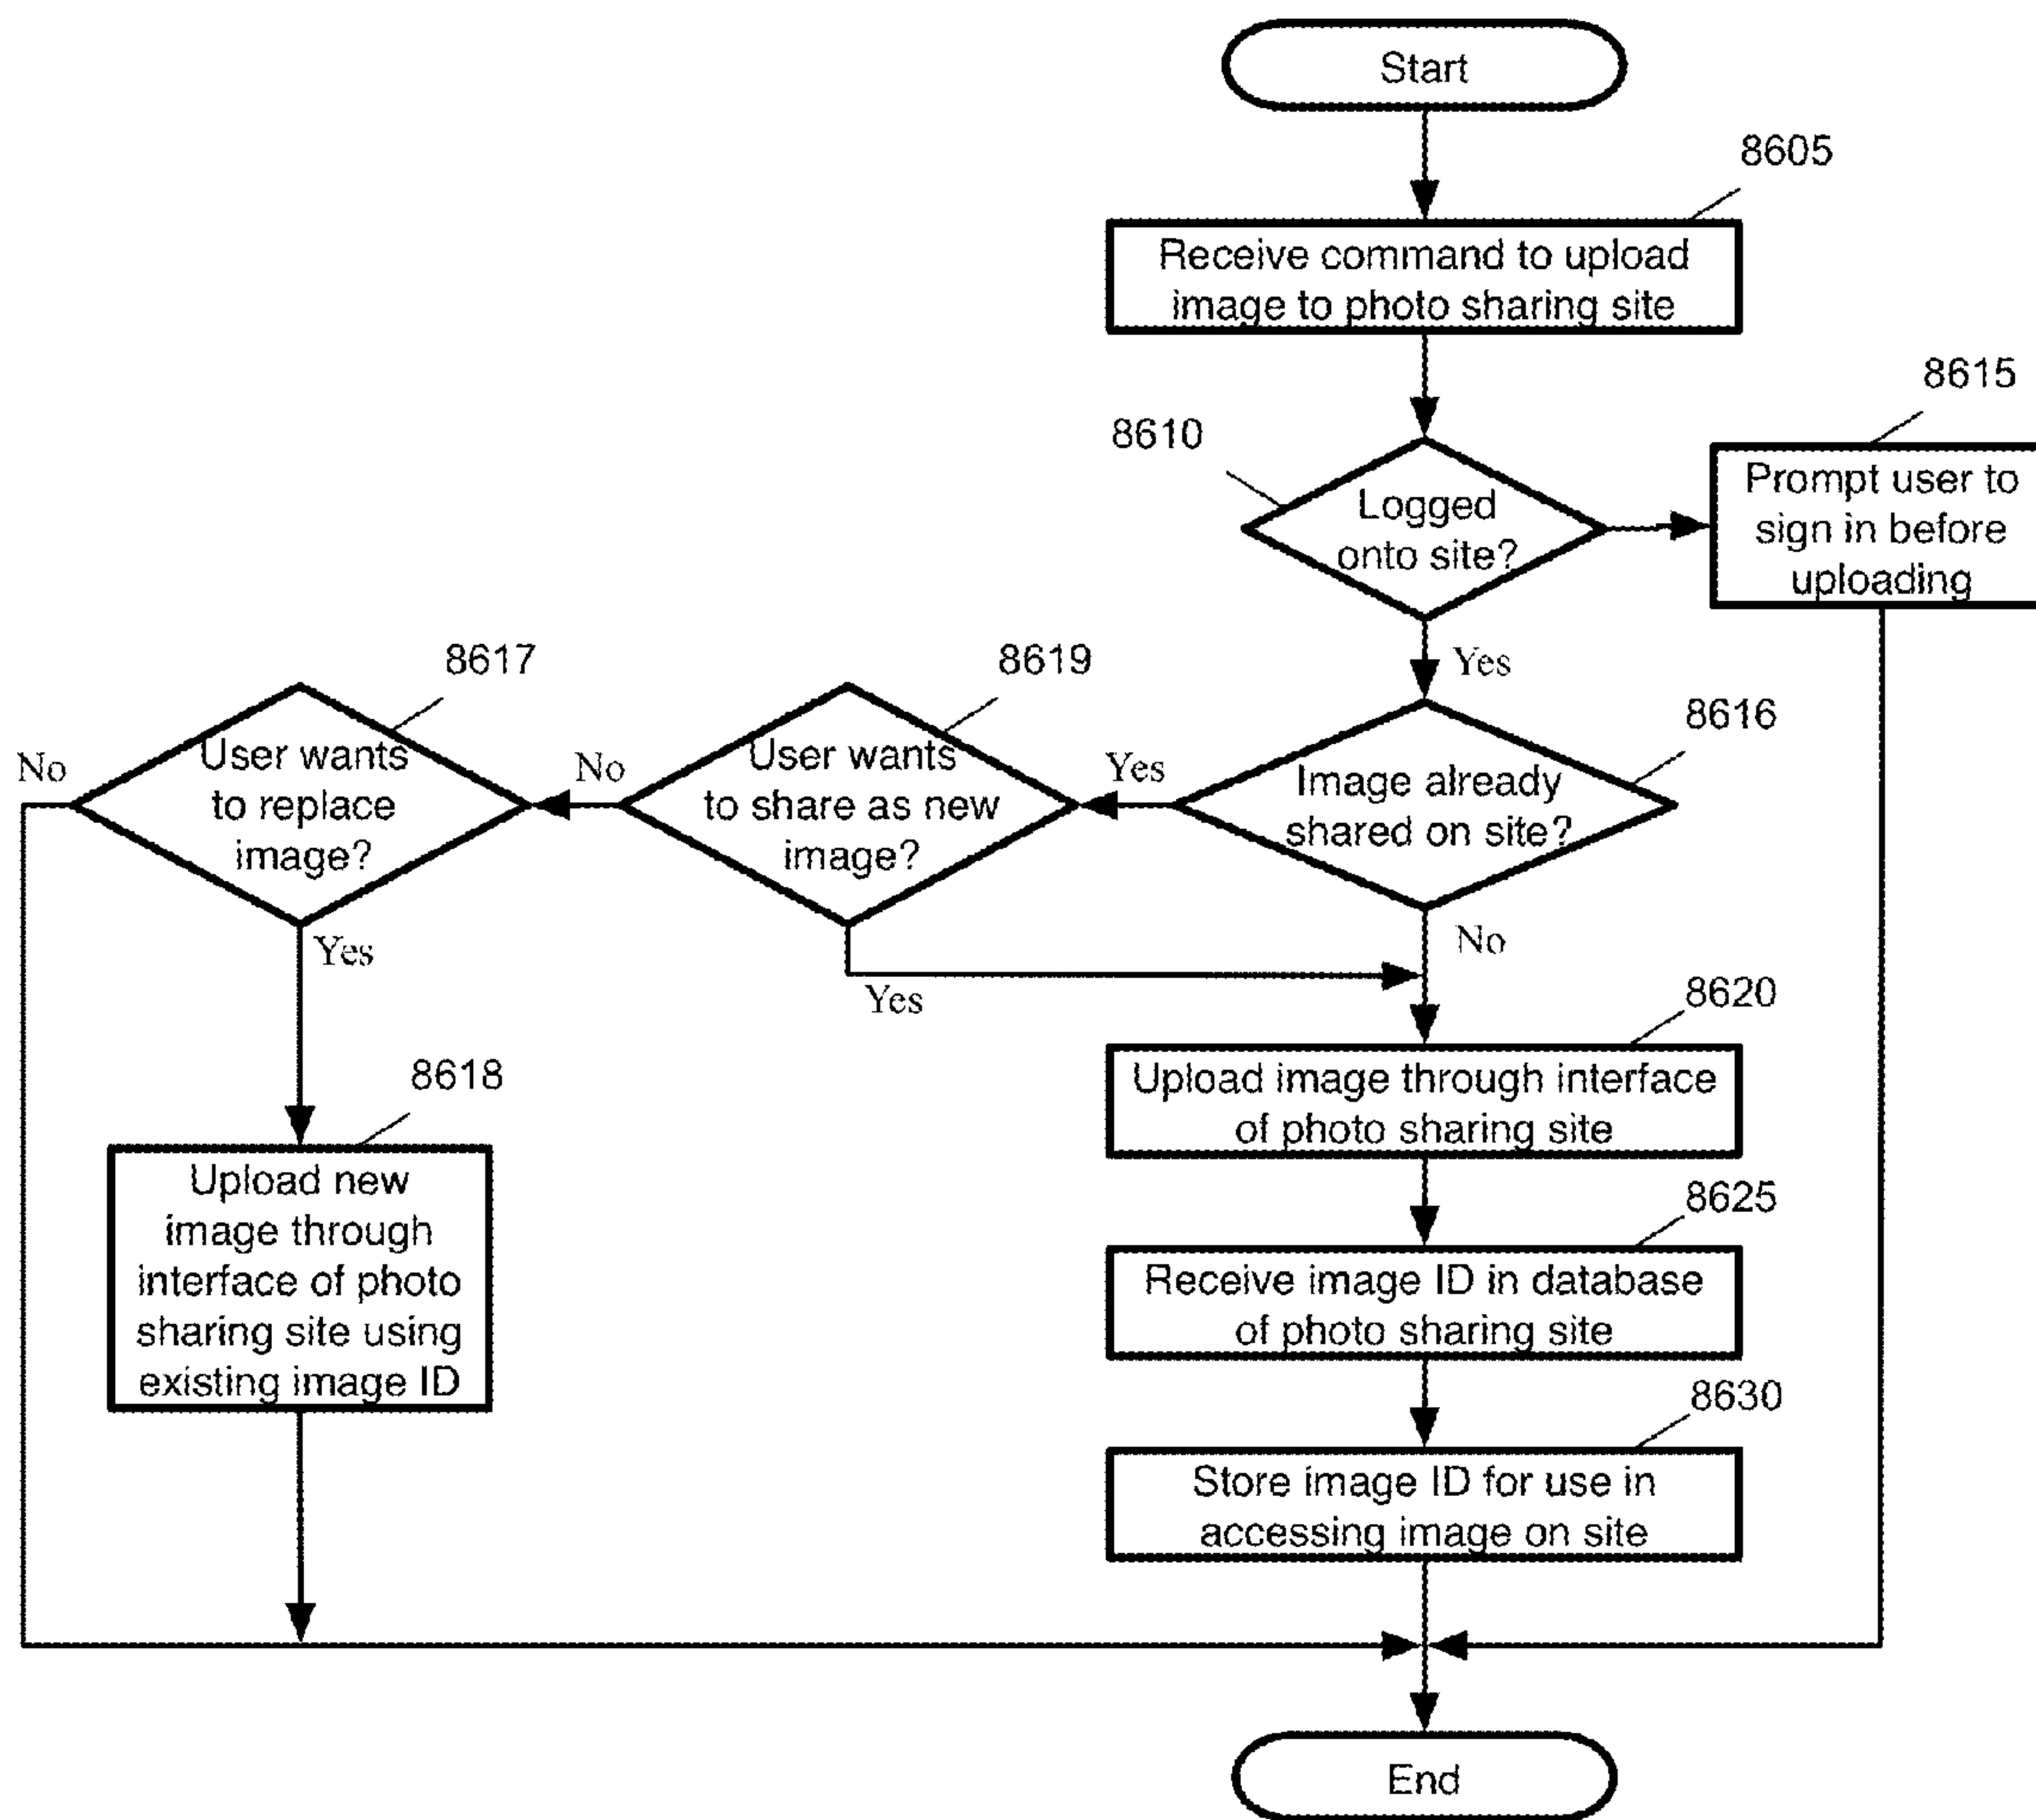 Start
8605
Receive command to upload
image to photo sharing site
8610
Logged
onto site?
8615
Prompt user to
sign in before
uploading
Yes
8616
Image already
shared on site?
Yes
8619
User wants
to share as new
image?
No
8617
User wants
to replace
image?
No
Yes
Yes
No
8618
Upload new
image through
interface of photo
sharing site using
existing image ID
8620
Upload image through interface
of photo sharing site
8625
Receive image ID in database
of photo sharing site
8630
Store image ID for use in
accessing image on site
End